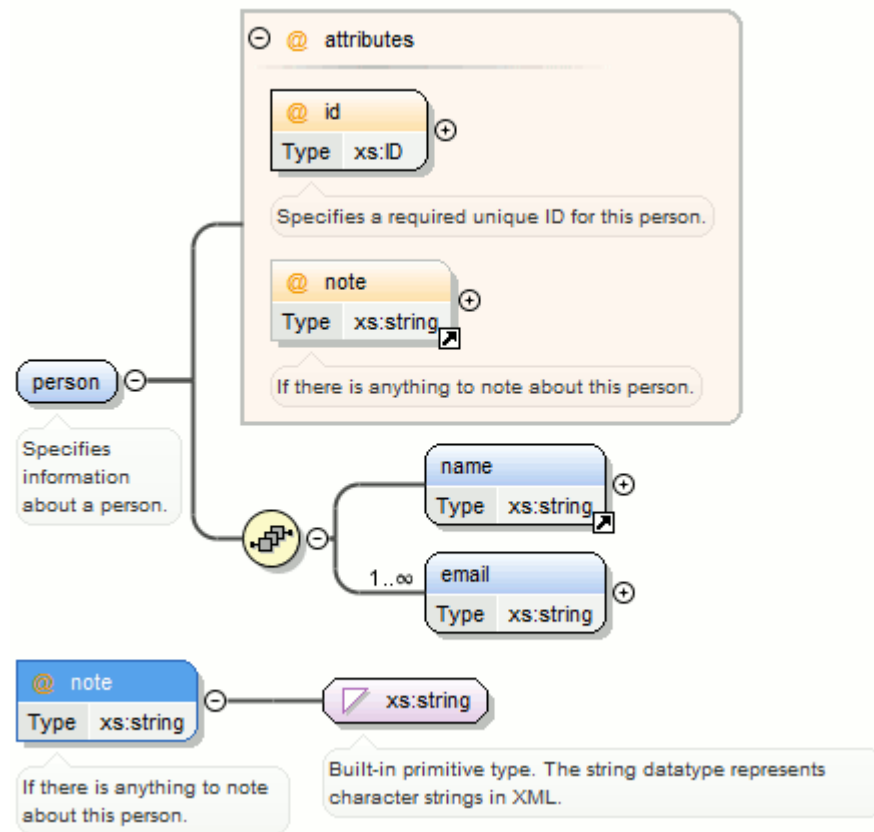 @ attributes
@ id
Type xs:ID
Specifies a required unique ID for this person.
@ note
Type xs:string
If there is anything to note about this person.
person
Specifies
information
about a person.
name
Type xs:string
1..∞
email
Type xs:string
@ note
Type xs:string
xs:string
If there is anything to note
about this person.
Built-in primitive type. The string datatype represents
character strings in XML.